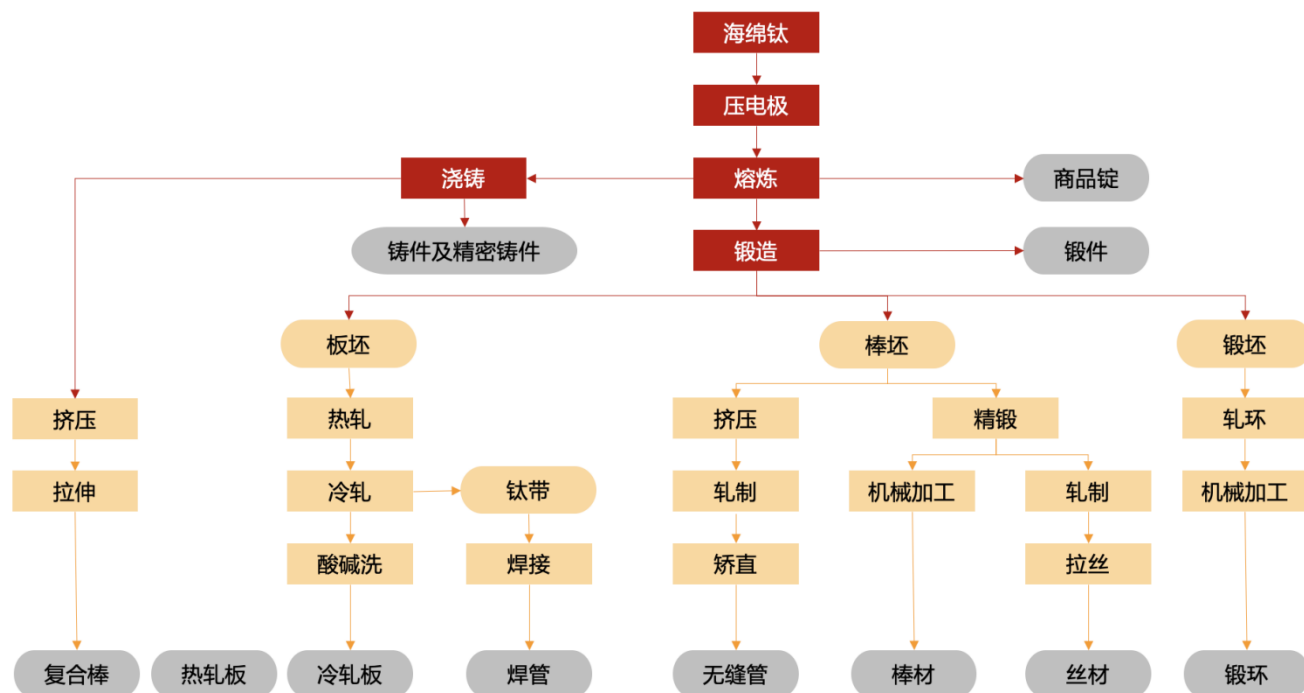 海绵钛
压电极
浇铸
熔炼
商品锭
铸件及精密铸件
锻造
锻件
板坯
棒坯
锻坯
挤压
热轧
挤压
精锻
轧环
拉伸
冷轧
钛带
轧制
机械加工
轧制
机械加工
酸碱洗
焊接
矫直
拉丝
复合棒
热轧板
冷轧板
焊管
无缝管
棒材
丝材
锻环